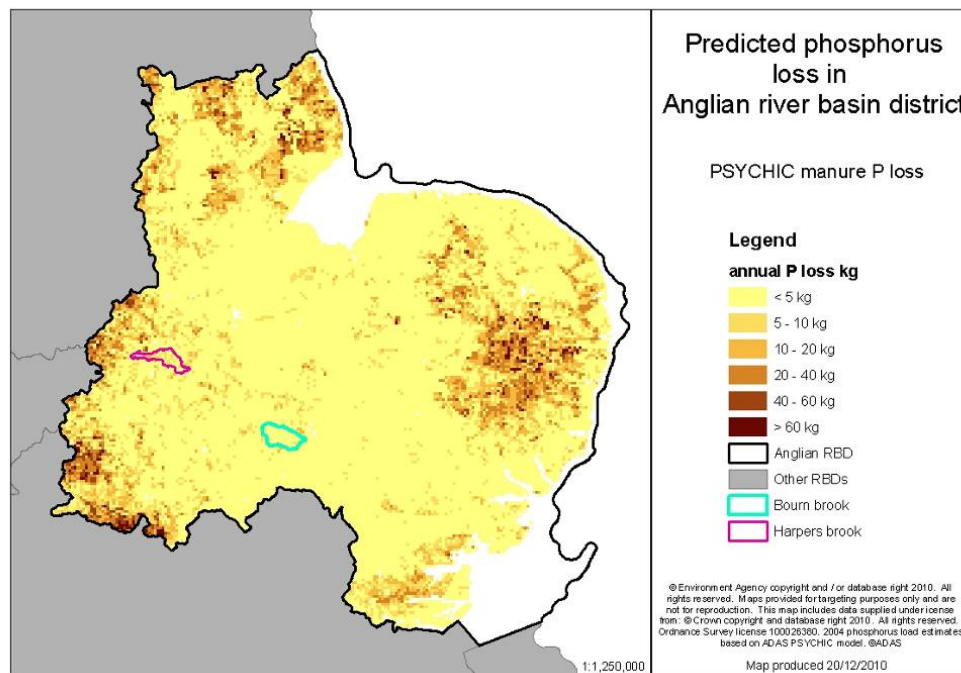 Predicted phosphorus
loss in
Anglian river basin district
PSYCHIC manure P loss
Legend
annual P loss kg
< 5 kg
5 - 10 kg
10 - 20 kg
20 - 40 kg
40 - 60 kg
> 60 kg
Anglian RBD
Other RBDs
Bourn brook
Harpers brook
© Environment Agency copyright and / or database right 2010. All
rights reserved. Maps provided for targeting purposes only and are
not for reproduction. This map includes data supplied under license
from: © Crown copyright and database right 2010. All rights reserved.
Ordnance Survey license 100026380. 2004 phosphorus load estimates
based on ADAS PSYCHIC model. ©ADAS
Map produced 20/12/2010
1:1,250,000